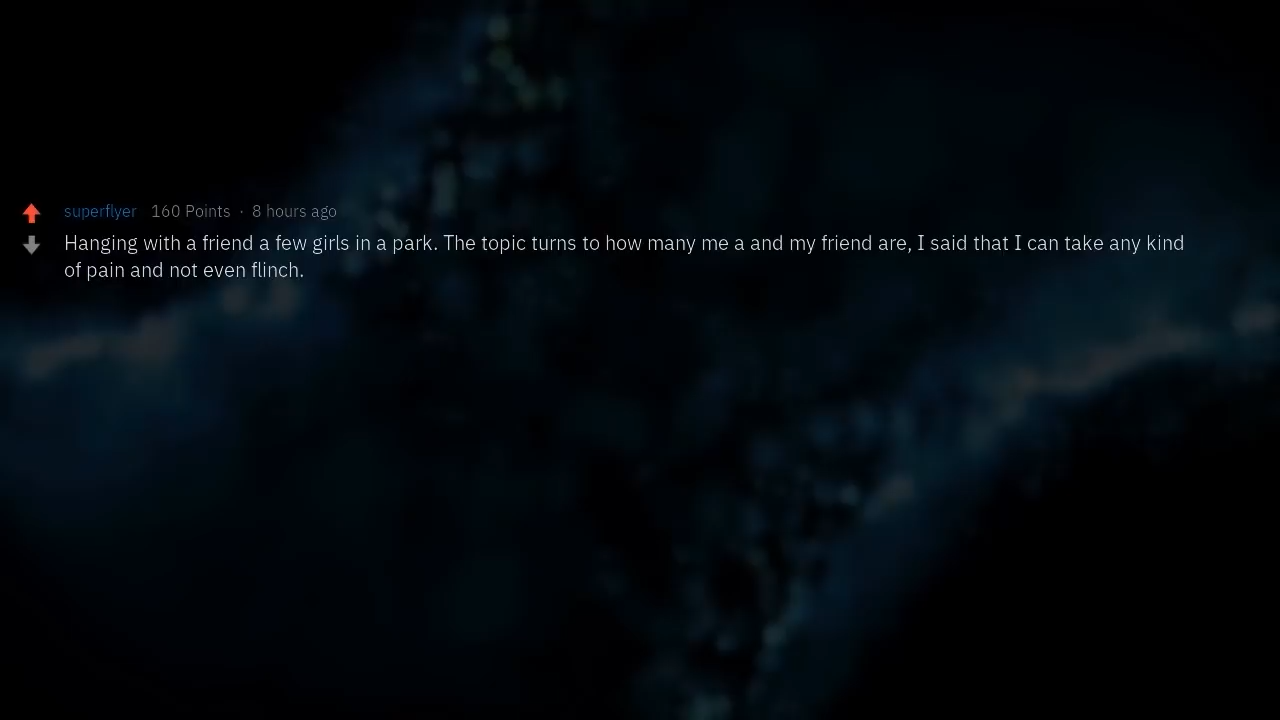 superflyer 160 Points · 8 hours ago
Hanging with a friend a few girls in a park. The topic turns to how many me a and my friend are, I said that I can take any kind
of pain and not even flinch.